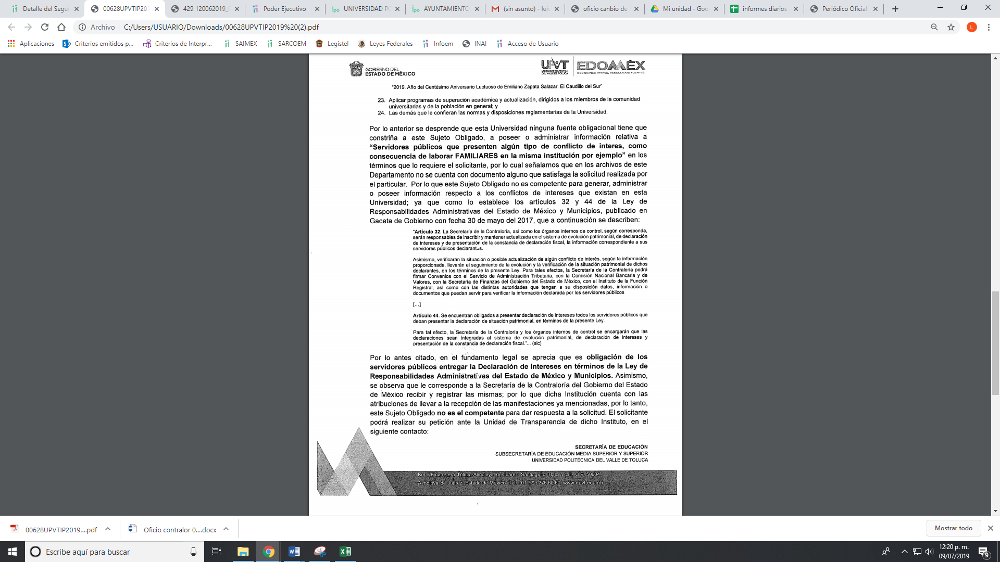 Detalle del Segui
00628UPVTIP201
429 120062019_
Poder Ejecutivo
UNIVERSIDAD PO
AYUNTAMIENTO
(sin asunto) - luis
oficio canbio de
Mi unidad - Goo
informes diarios
Periódico Oficial
Archivo
C:/Users/USUARIO/Downloads/00628UPVTIP2019%20(2).pdf
L
Aplicaciones
Criterios emitidos p...
Criterios de Interpr...
SAIMEX
SARCOEM
Legistel
Leyes Federales
Infoem
INAI
Acceso de Usuario
GOBIERNO DEL
ESTADO DE MÉXICO
UPVT
UNIVERSIDAD POLITÉCNICA
DEL VALLE DE TOLUCA
EDOMÉX
DECISIONES FIRMES, RESULTADOS FUERTES.
"2019. Año del Centésimo Aniversario Luctuoso de Emiliano Zapata Salazar. El Caudillo del Sur"
23. Aplicar programas de superación académica y actualización, dirigidos a los miembros de la comunidad
universitarias y de la población en general; y
24. Las demás que le confieran las normas y disposiciones reglamentarias de la Universidad.
Por lo anterior se desprende que esta Universidad ninguna fuente obligacional tiene que
constriña a este Sujeto Obligado, a poseer o administrar información relativa a
"Servidores públicos que presenten algún tipo de conflicto de interes, como
consecuencia de laborar FAMILIARES en la misma institución por ejemplo" en los
términos que lo requiere el solicitante, por lo cual señalamos que en los archivos de este
Departamento no se cuenta con documento alguno que satisfaga la solicitud realizada por
el particular. Por lo que este Sujeto Obligado no es competente para generar, administrar
o poseer información respecto a los conflictos de intereses que existan en esta
Universidad; ya que como lo establece los artículos 32 y 44 de la Ley de
Responsabilidades Administrativas del Estado de México y Municipios, publicado en
Gaceta de Gobierno con fecha 30 de mayo del 2017, que a continuación se describen:
"Artículo 32. La Secretaría de la Contraloría, así como los órganos internos de control, según corresponda,
serán responsables de inscribir y mantener actualizada en el sistema de evolución patrimonial, de declaración
de intereses y de presentación de la constancia de declaración fiscal, la información correspondiente a sus
servidores públicos declarantes.
Asimismo, verificarán la situación o posible actualización de algún conflicto de interés, según la información
proporcionada, llevarán el seguimiento de la evolución y la verificación de la situación patrimonial de dichos
declarantes, en los términos de la presente Ley. Para tales efectos, la Secretaría de la Contraloría podrá
firmar Convenios con el Servicio de Administración Tributaria, con la Comisión Nacional Bancaria y de
Valores, con la Secretaría de Finanzas del Gobierno del Estado de México, con el Instituto de la Función
Registral, así como con las distintas autoridades que tengan a su disposición datos, información o
documentos que puedan servir para verificar la información declarada por los servidores públicos
[...]
Artículo 44. Se encuentran obligados a presentar declaración de intereses todos los servidores públicos que
deban presentar la declaración de situación patrimonial, en términos de la presente Ley.
Para tal efecto, la Secretaría de la Contraloría y los órganos internos de control se encargarán que las
declaraciones sean integradas al sistema de evolución patrimonial, de declaración de intereses y
presentación de la constancia de declaración fiscal."... (sic)
Por lo antes citado, en el fundamento legal se aprecia que es obligación de los
servidores públicos entregar la Declaración de Intereses en términos de la Ley de
Responsabilidades Administrativas del Estado de México y Municipios. Asimismo,
se observa que le corresponde a la Secretaría de la Contraloría del Gobierno del Estado
de México recibir y registrar las mismas; por lo que dicha Institución cuenta con las
atribuciones de llevar a la recepción de las manifestaciones ya mencionadas, por lo tanto,
este Sujeto Obligado no es el competente para dar respuesta a la solicitud. El solicitante
podrá realizar su petición ante la Unidad de Transparencia de dicho Instituto, en el
siguiente contacto:
SECRETARÍA DE EDUCACIÓN
SUBSECRETARÍA DE EDUCACIÓN MEDIA SUPERIOR Y SUPERIOR
UNIVERSIDAD POLITÉCNICA DEL VALLE DE TOLUCA
Km 5.6 carretera Toluca-Almoloya de Juárez. Santiaguito Tlalcilalcali, C.P. 50904
Almoloya de Juárez, Estado de México. Tel.: (01 722) 276 60 60. www.upvt.edu.mx
00628UPVTIP2019....pdf
Oficio contralor 0....docx
Mostrar todo
Escribe aquí para buscar
12:20 p. m.
09/07/2019
9